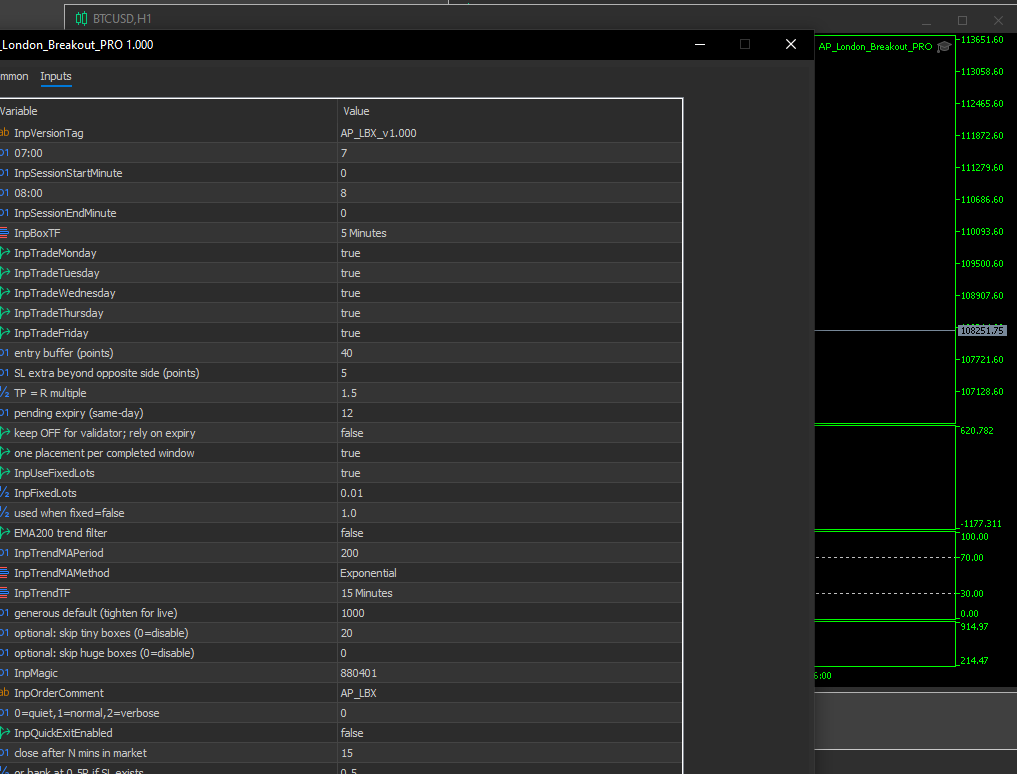 BTCUSD,H1
_London_Breakout_PRO 1.000
mmon Inputs
Variable Value
ab InpVersionTag AP_LBX_v1.000
01 07:00 7
01 InpSessionStartMinute 0
01 08:00 8
01 InpSessionEndMinute 0
InpBoxTF 5 Minutes
InpTradeMonday true
InpTradeTuesday true
InpTradeWednesday true
InpTradeThursday true
InpTradeFriday true
01 entry buffer (points) 40
01 SL extra beyond opposite side (points) 5
½ TP = R multiple 1.5
01 pending expiry (same-day) 12
keep OFF for validator; rely on expiry false
one placement per completed window true
InpUseFixedLots true
½ InpFixedLots 0.01
½ used when fixed=false 1.0
EMA200 trend filter false
01 InpTrendMAPeriod 200
InpTrendMAMethod Exponential
InpTrendTF 15 Minutes
01 generous default (tighten for live) 1000
01 optional: skip tiny boxes (0=disable) 20
01 optional: skip huge boxes (0=disable) 0
01 InpMagic 880401
ab InpOrderComment AP_LBX
01 0=quiet,1=normal,2=verbose 0
InpQuickExitEnabled false
01 close after N mins in market 15
½ or bank at 0.5R if SL exists 0.5
AP_London_Breakout_PRO
113651.60
113058.60
112465.60
111872.60
111279.60
110686.60
110093.60
109500.60
108907.60
108251.75
107721.60
107128.60
620.782
-1177.311
100.00
70.00
30.00
0.00
914.97
214.47
6:00